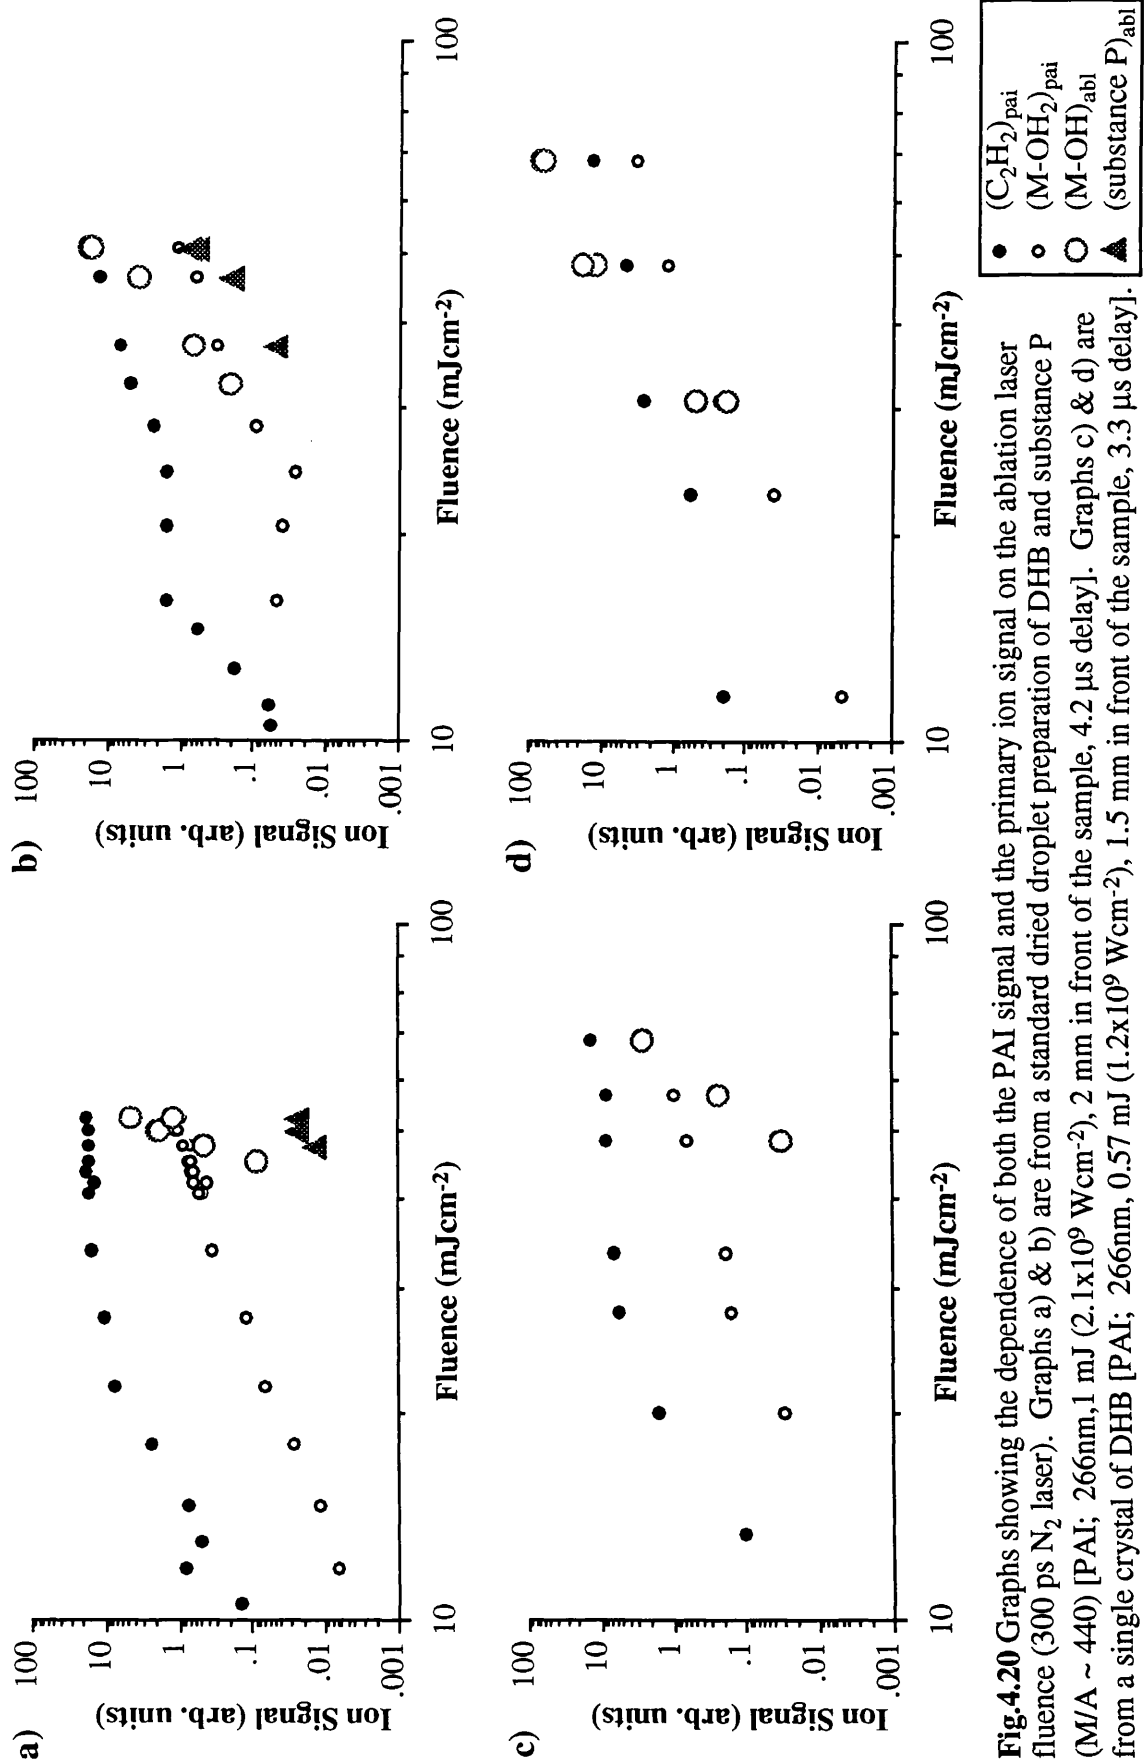 a)
100
10
1
.1
.01
.001
Ion Signal (arb. units)
10
100
Fluence (mJcm-2)
b)
100
10
1
.1
.01
.001
Ion Signal (arb. units)
10
100
Fluence (mJcm-2)
c)
100
10
1
.1
.01
.001
Ion Signal (arb. units)
10
100
Fluence (mJcm-2)
d)
100
10
1
.1
.01
.001
Ion Signal (arb. units)
10
100
Fluence (mJcm-2)
(C2H2)pai
(M-OH2)pai
(M-OH)abl
(substance P)abl
Fig.4.20 Graphs showing the dependence of both the PAI signal and the primary ion signal on the ablation laser
fluence (300 ps N2 laser). Graphs a) & b) are from a standard dried droplet preparation of DHB and substance P
(M/A ~ 440) [PAI; 266nm,1 mJ (2.1x10⁹ Wcm-2), 2 mm in front of the sample, 4.2 µs delay]. Graphs c) & d) are
from a single crystal of DHB [PAI; 266nm, 0.57 mJ (1.2x10⁹ Wcm-2), 1.5 mm in front of the sample, 3.3 µs delay].